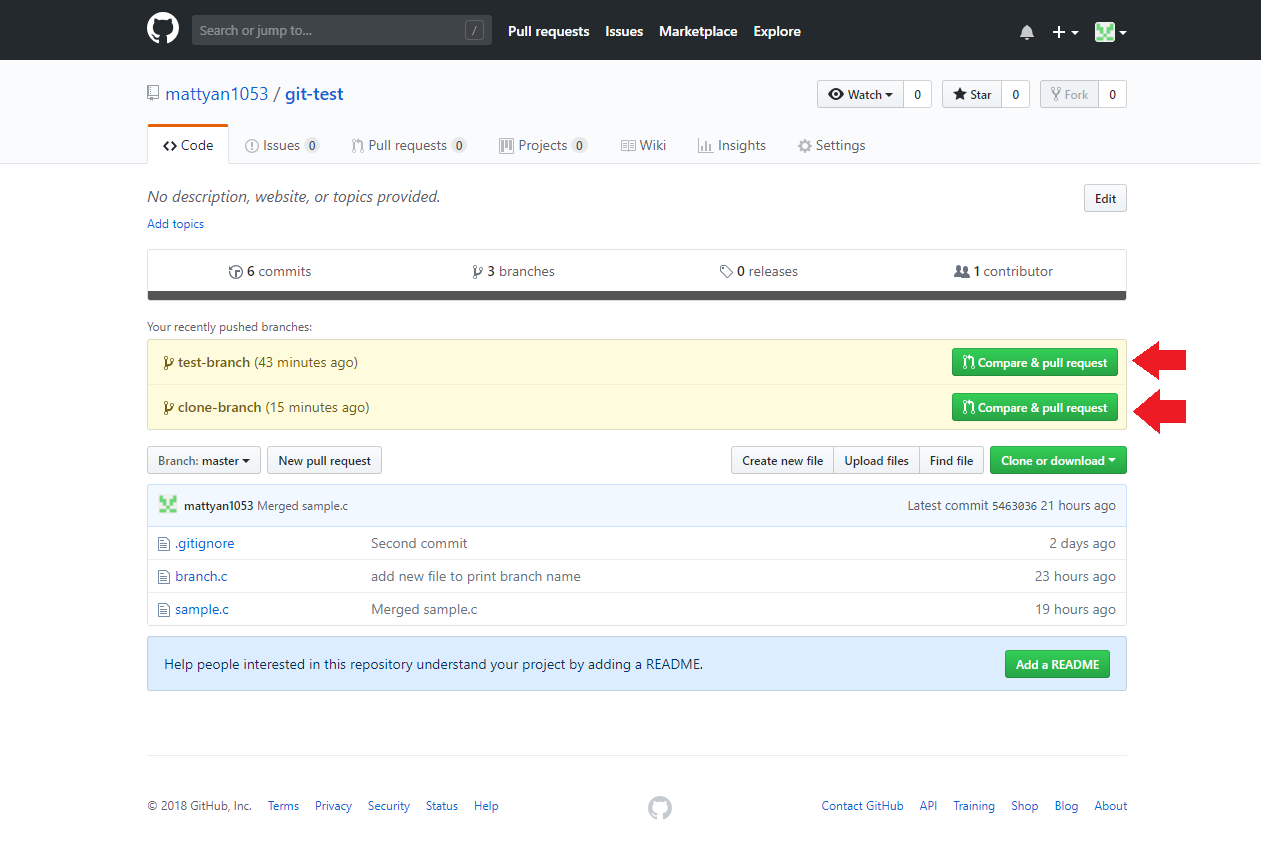 Search or jump to... / Pull requests Issues Marketplace Explore
mattyan1053 / git-test Watch 0 Star 0 Fork 0
Code Issues 0 Pull requests 0 Projects 0 Wiki Insights Settings
No description, website, or topics provided. Edit
Add topics
6 commits 3 branches 0 releases 1 contributor
Your recently pushed branches:
test-branch (43 minutes ago) Compare & pull request
clone-branch (15 minutes ago) Compare & pull request
Branch: master New pull request Create new file Upload files Find file Clone or download
mattyan1053 Merged sample.c Latest commit 5463036 21 hours ago
.gitignore Second commit 2 days ago
branch.c add new file to print branch name 23 hours ago
sample.c Merged sample.c 19 hours ago
Help people interested in this repository understand your project by adding a README. Add a README
© 2018 GitHub, Inc. Terms Privacy Security Status Help Contact GitHub API Training Shop Blog About